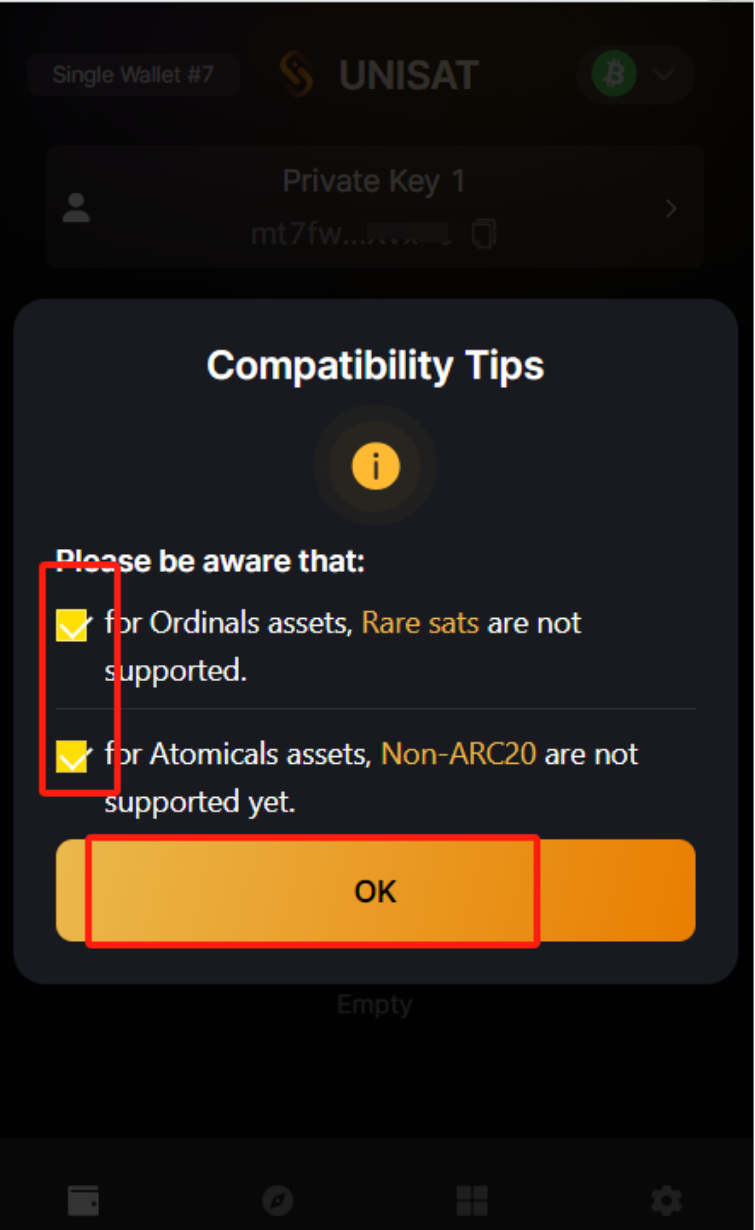 Single Wallet #7
UNISAT
Private Key 1
mt7fw...
Compatibility Tips
Please be aware that:
for Ordinals assets, Rare sats are not
supported.
for Atomicals assets, Non-ARC20 are not
supported yet.
OK
Empty